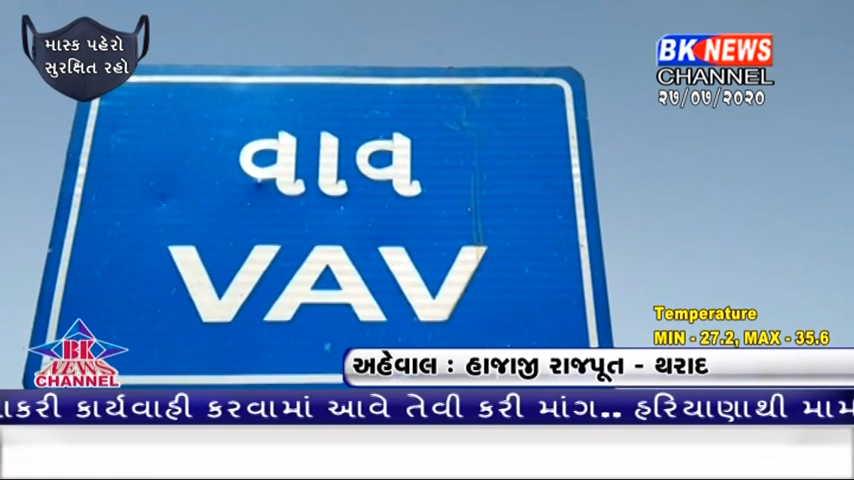 માસ્ક પહેરો
સુરક્ષિત રહો
BK NEWS
CHANNEL
૨૭/૦૭/૨૦૨૦
વાવ
VAV
Temperature
MIN - 27.2, MAX - 35.6
BK
NEWS
CHANNEL
અહેવાલ : હાજાજી રાજપૂત - થરાદ
કાર્યવાહી કરવામાં આવે તેવી કરી માંગ.. હરિયાણાથી